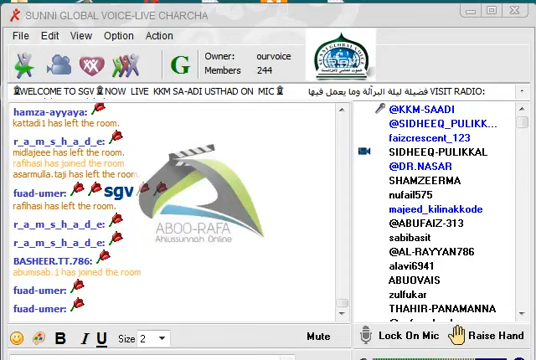 SUNNI GLOBAL VOICE-LIVE CHARCHA
File Edit View Option Action
G Owner: ourvoice
Members 244
WELCOME TO SGV NOW LIVE KKM SA-ADI USTHAD ON MIC فضيلة ليلة البرآلة وما يعمل فيها VISIT RADIO:
hamza-ayyaya:
kattadi1 has left the room.
r_a_m_s_h_a_d_e:
midlajeee has left the room.
rafihasi has joined the room
asarmulla.taji has left the room.
fuad-umer:
sgv
rafihasi has left the room.
r_a_m_s_h_a_d_e:
r_a_m_s_h_a_d_e:
BASHEER.TT.786:
abumisab.1 has joined the room
fuad-umer:
fuad-umer:
ABOO-RAFA
Ahlussunnah Online
@KKM-SAADI
@SIDHEEQ_PULIKK...
faizcrescent_123
SIDHEEQ-PULIKKAL
@DR.NASAR
SHAMZEERMA
nufail575
majeed_kilinakkode
@ABUFAIZ-313
sabibasit
@AL-RAYYAN786
alavi6941
ABUOVAIS
zulfukar
THAHIR-PANAMANNA
B I U Size 2 Mute Lock On Mic Raise Hand